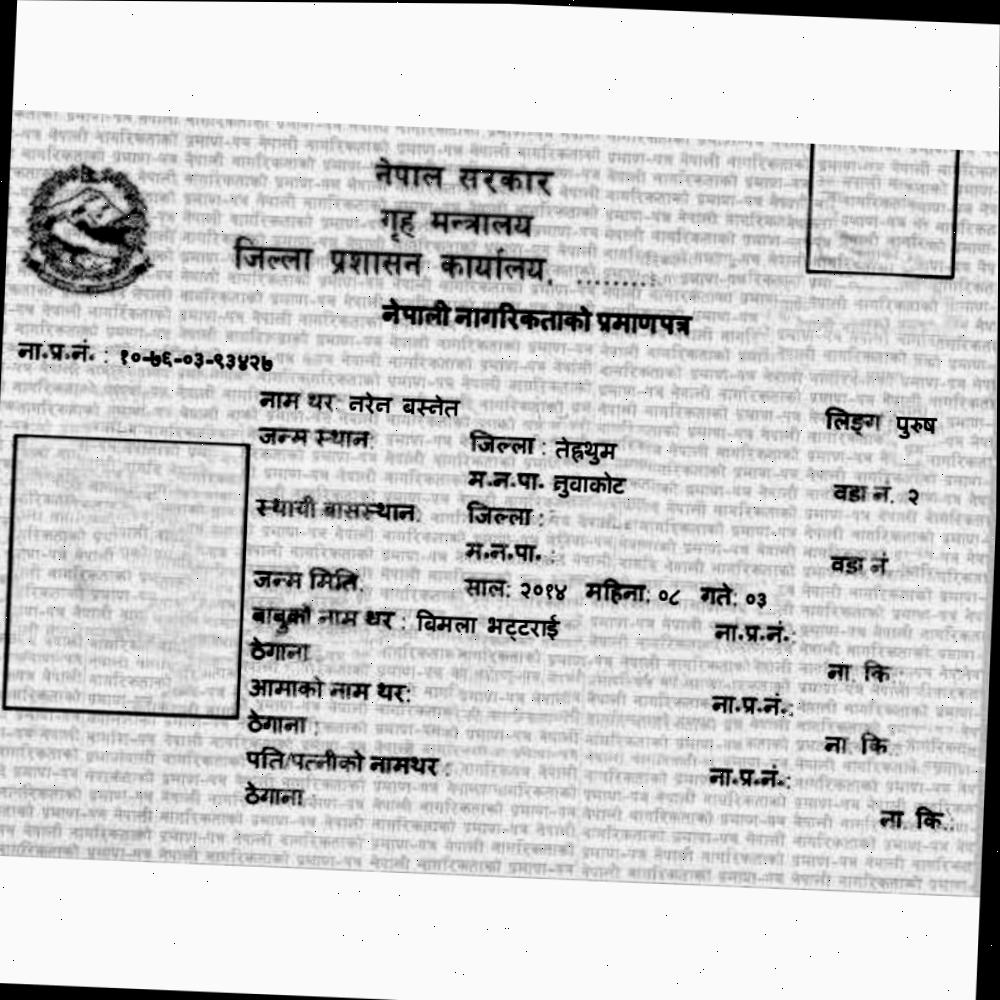 नेपाल सरकार
गृह मन्त्रालय
जिल्ला प्रशासन कार्यालय, .........
नेपाली नागरिकताको प्रमाणपत्र
ना.प्र.नं. : १०-७६-०३-९३४२७
नाम थर: नरेन बस्नेत लिङ्ग पुरुष
जन्म स्थान: जिल्ला : तेह्रथुम
म.न.पा. नुवाकोट वडा नं. २
स्थायी बासस्थान: जिल्ला :
म.न.पा. : वडा नं
जन्म मिति: साल: २०१४ महिना: ०८ गते: ०३
बाबुको नाम थर : बिमला भट्टराई ना.प्र.नं.:
ठेगाना ना. कि.:
आमाको नाम थर: ना.प्र.नं.:
ठेगाना : ना. कि.
पति/पत्नीको नामथर : ना.प्र.नं.:
ठेगाना ना. कि.: